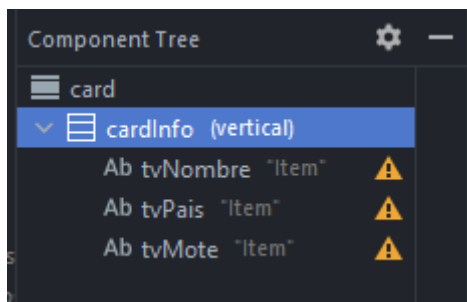 Component Tree
card
cardInfo (vertical)
Ab tvNombre "Item"
Ab tvPais "Item"
Ab tvMote "Item"